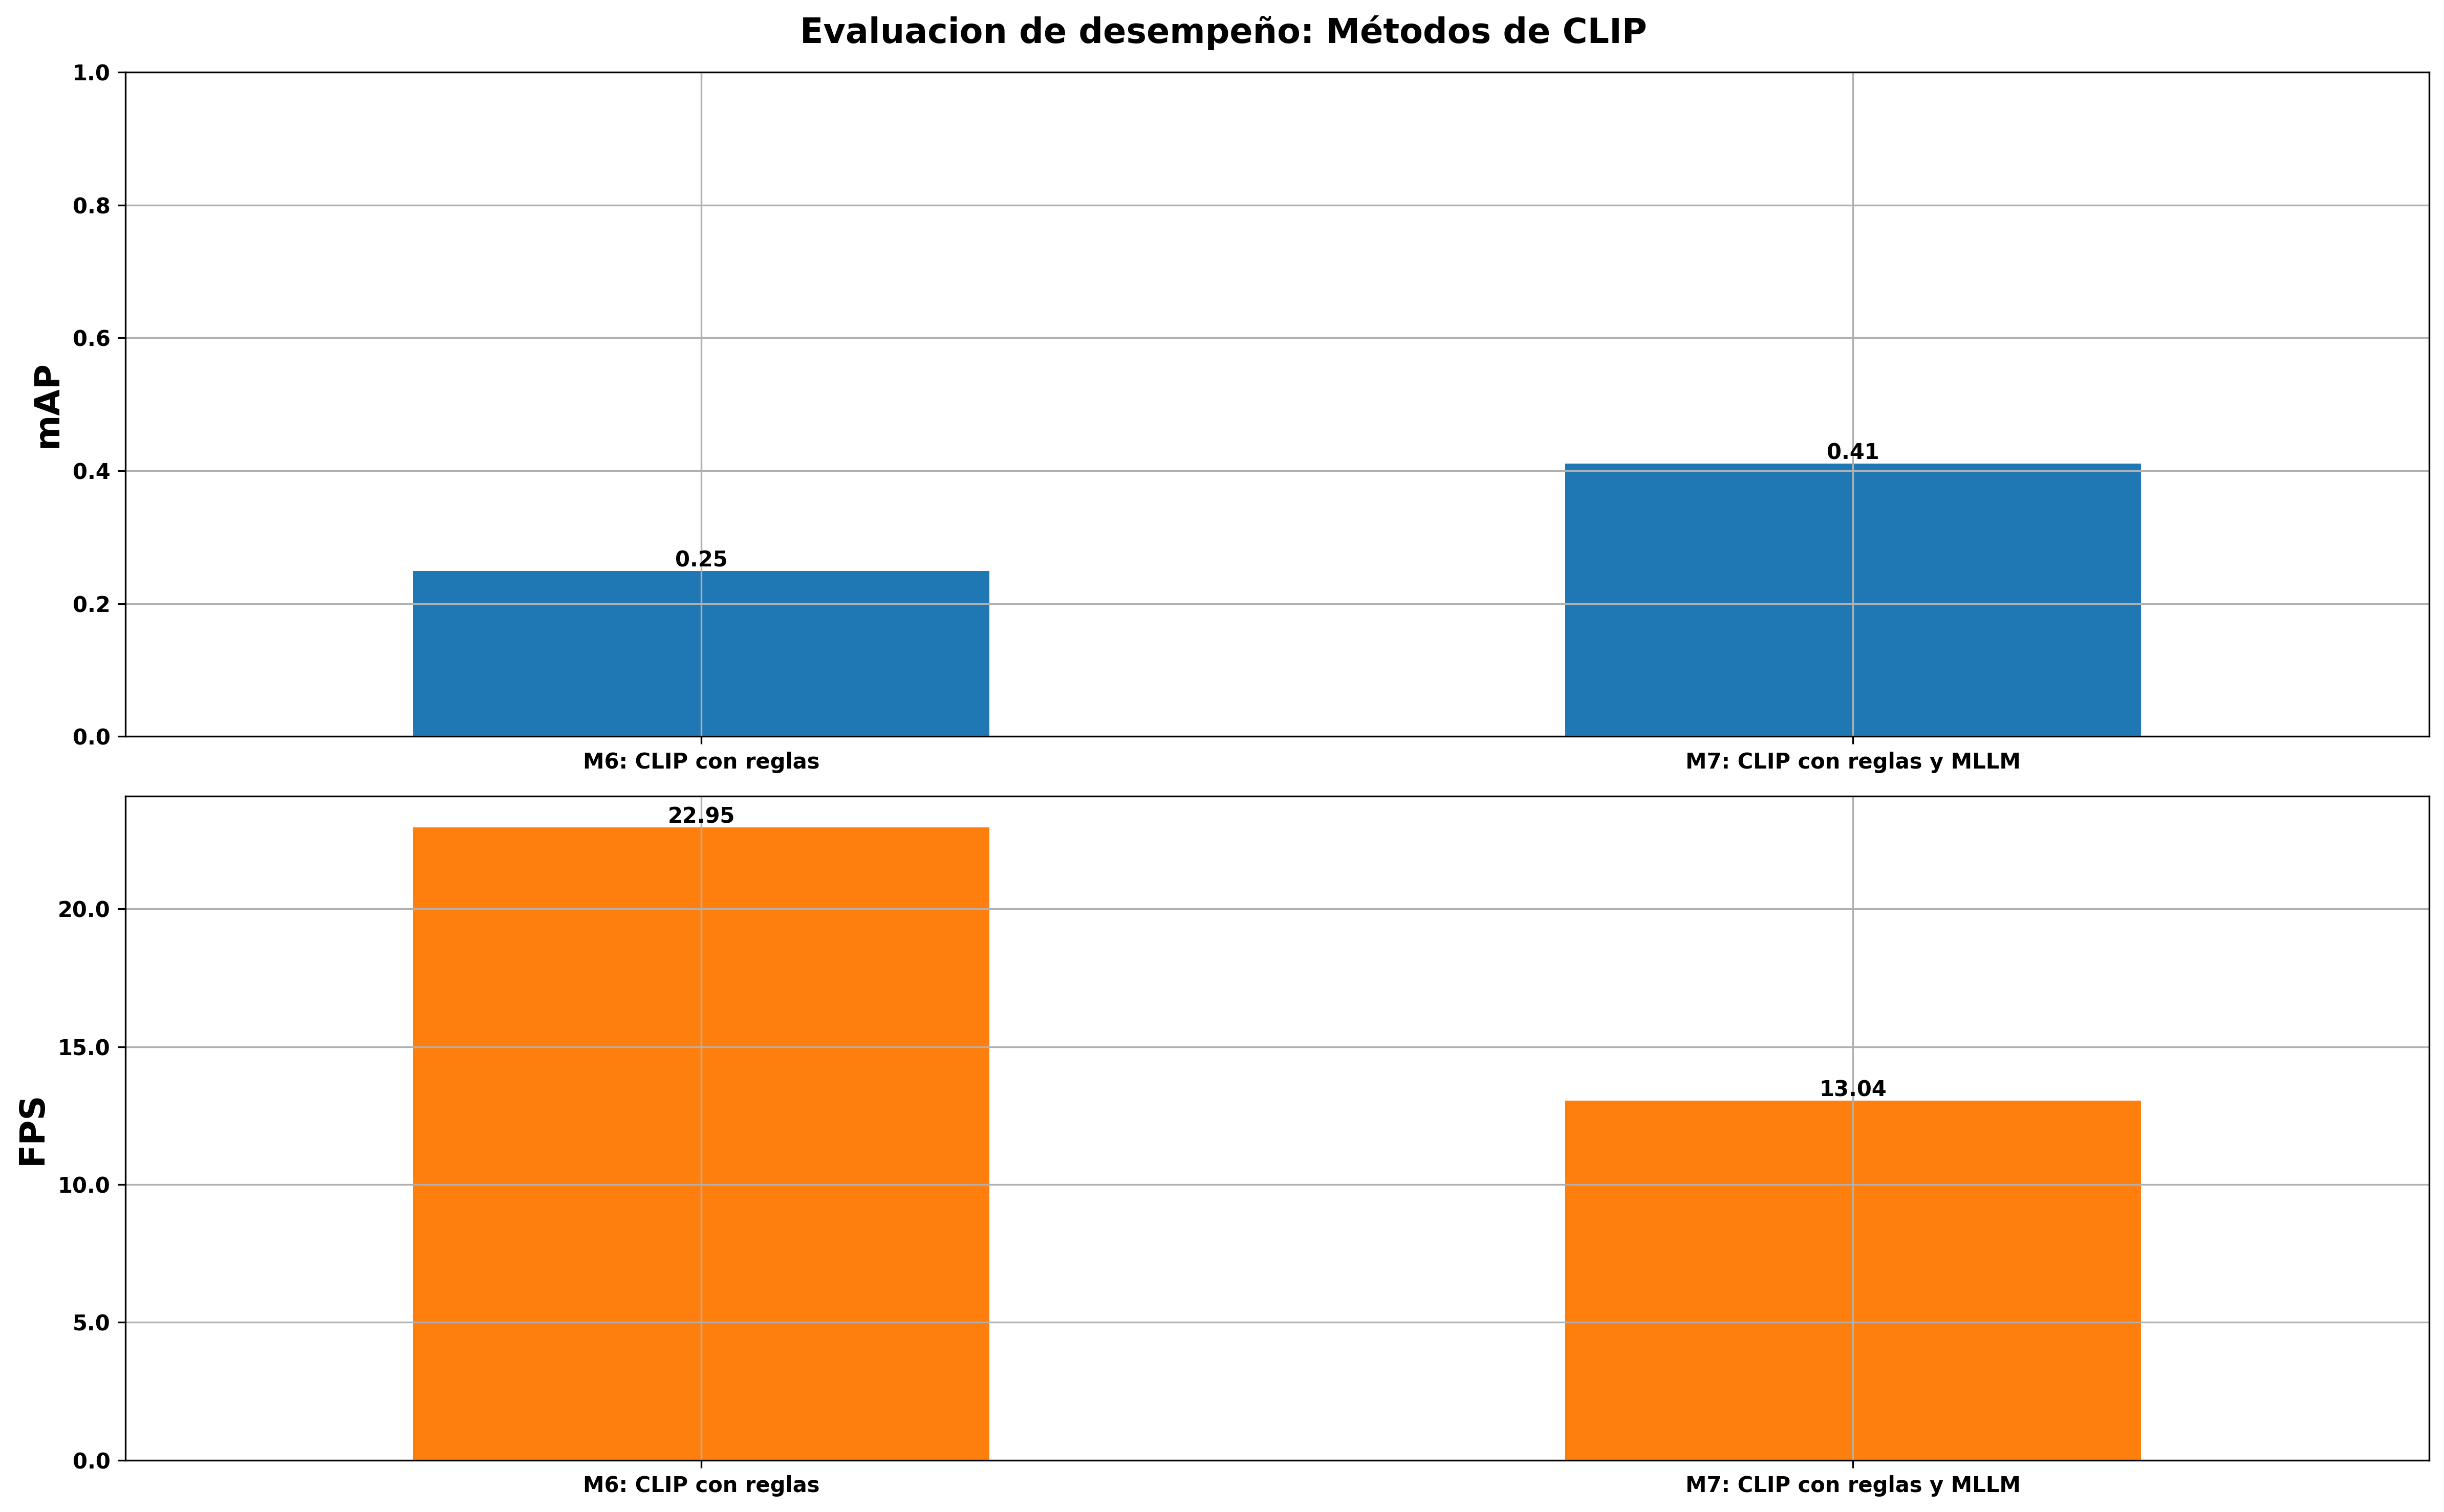 Evaluacion de desempeño: Métodos de CLIP
mAP
1.0
0.8
0.6
0.4
0.2
0.0
0.25
0.41
M6: CLIP con reglas
M7: CLIP con reglas y MLLM
FPS
20.0
15.0
10.0
5.0
0.0
22.95
13.04
M6: CLIP con reglas
M7: CLIP con reglas y MLLM